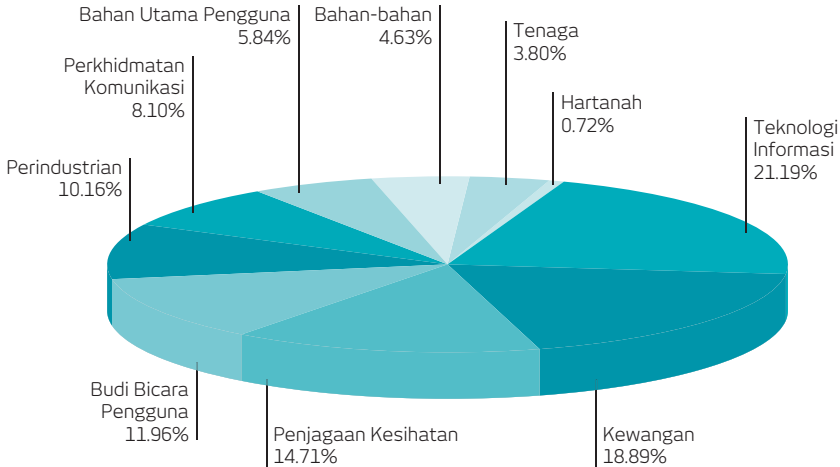 Bahan Utama Pengguna
5.84%
Bahan-bahan
4.63%
Tenaga
3.80%
Hartanah
0.72%
Teknologi
Informasi
21.19%
Perkhidmatan
Komunikasi
8.10%
Perindustrian
10.16%
Budi Bicara
Pengguna
11.96%
Penjagaan Kesihatan
14.71%
Kewangan
18.89%